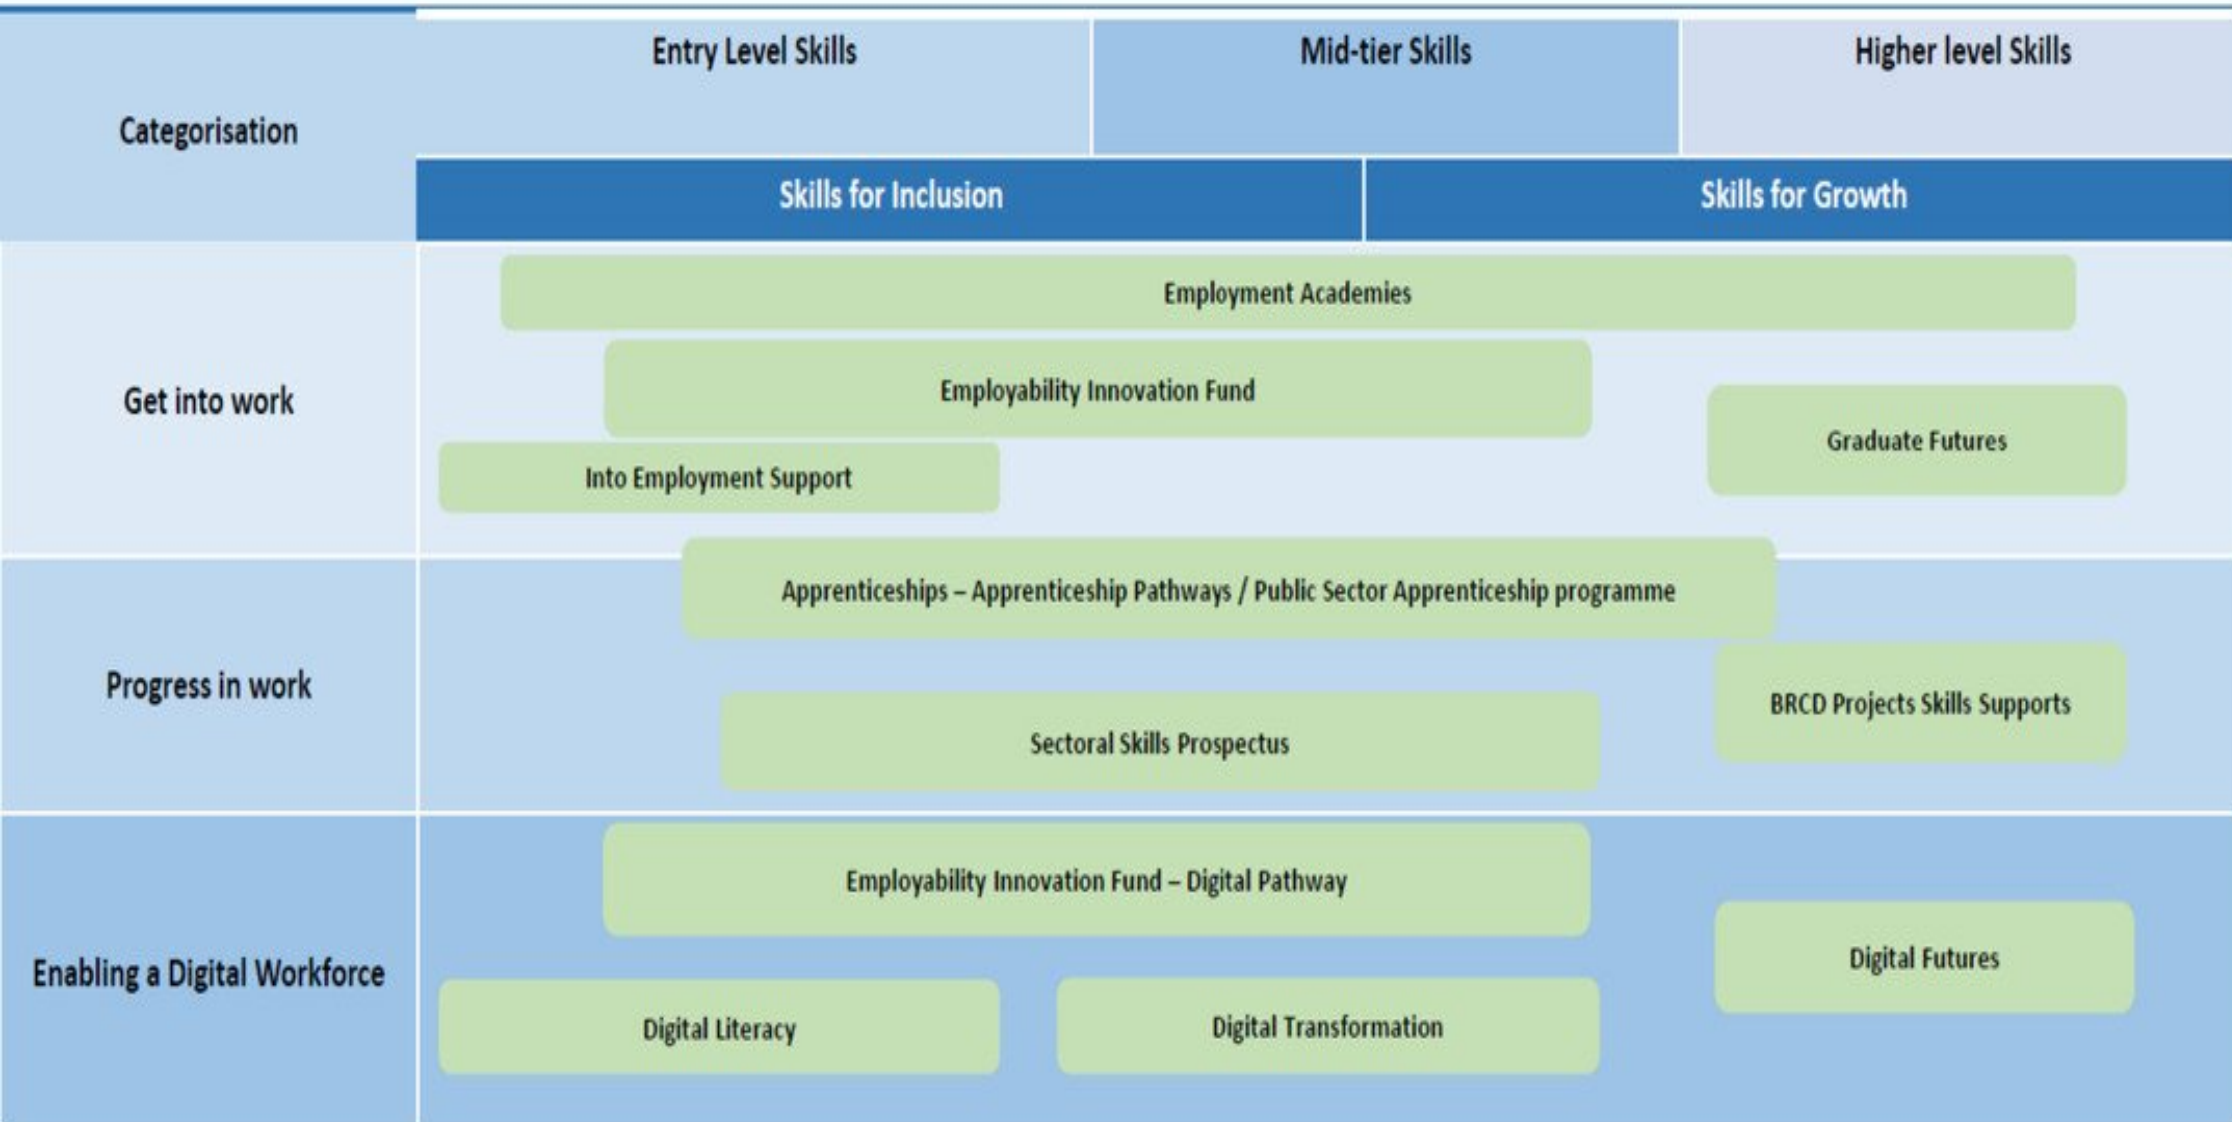 Categorisation
Entry Level Skills
Mid-tier Skills
Higher level Skills
Skills for Inclusion
Skills for Growth
Get into work
Employment Academies
Employability Innovation Fund
Graduate Futures
Into Employment Support
Apprenticeships – Apprenticeship Pathways / Public Sector Apprenticeship programme
Progress in work
BRCD Projects Skills Supports
Sectoral Skills Prospectus
Enabling a Digital Workforce
Employability Innovation Fund – Digital Pathway
Digital Futures
Digital Literacy
Digital Transformation